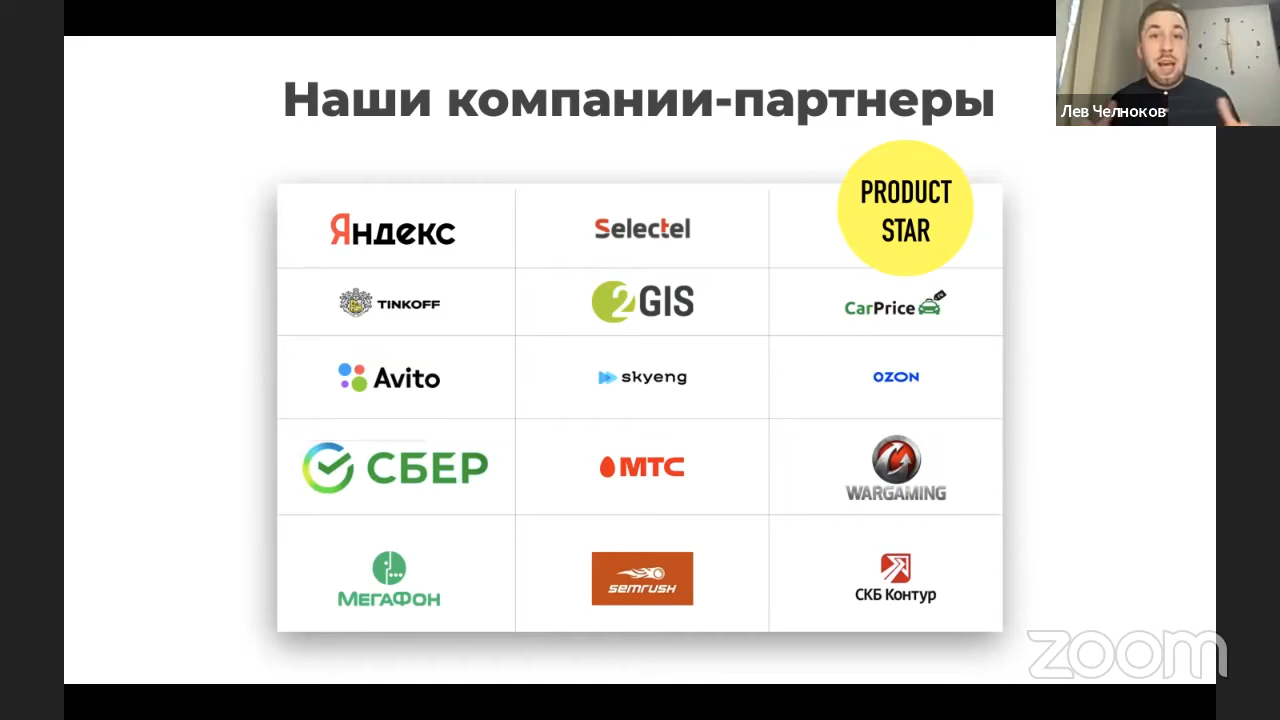 Наши компании-партнеры
Лев Челноков
PRODUCT
STAR
Яндекс
Selectel
TINKOFF
2GIS
CarPrice
Avito
skyeng
OZON
СБЕР
МТС
WARGAMING
МЕГАФОН
semrush
СКБ Контур
zoom